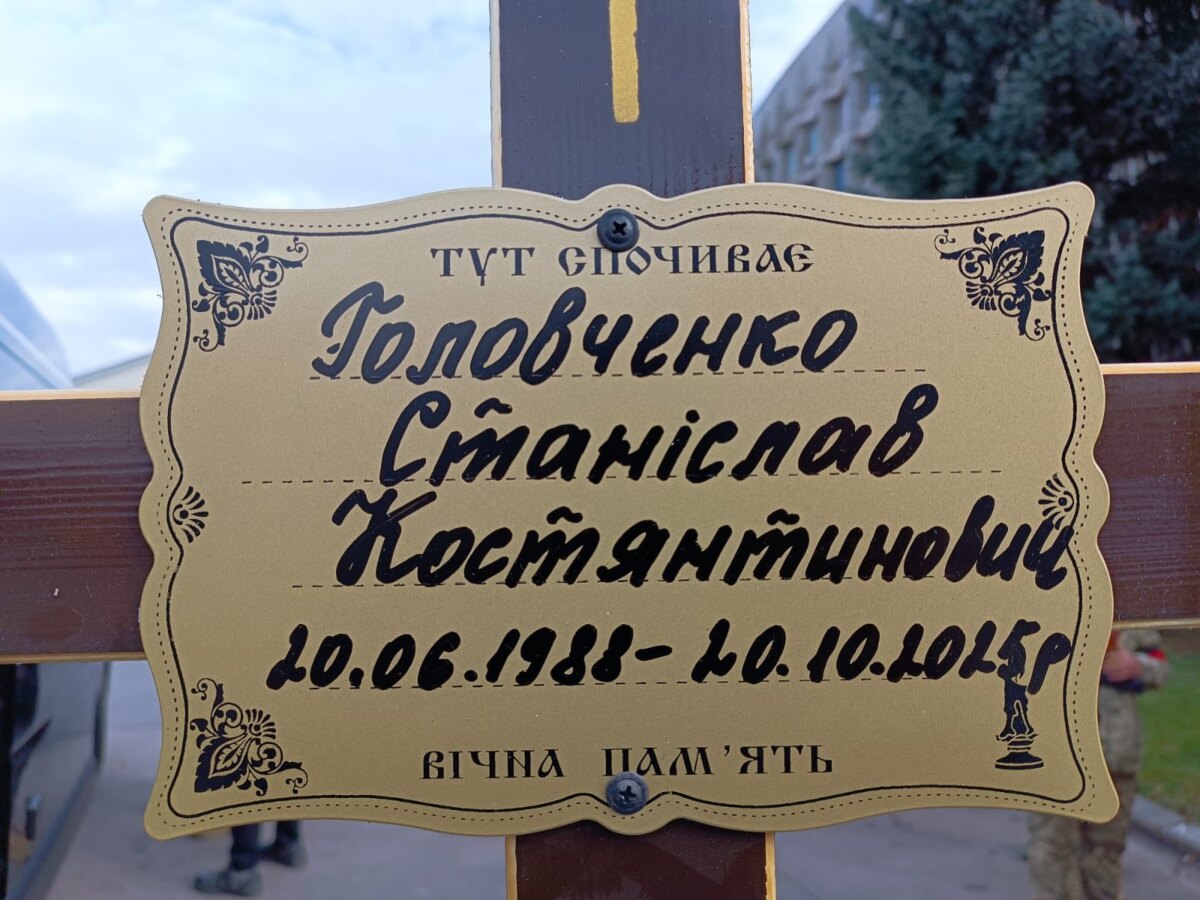 ТУТ СПОЧИВАЄ
Головченко
Станіслав
Костянтинович
20.06.1988- 20.10.2025р
ВІЧНА ПАМ'ЯТЬ